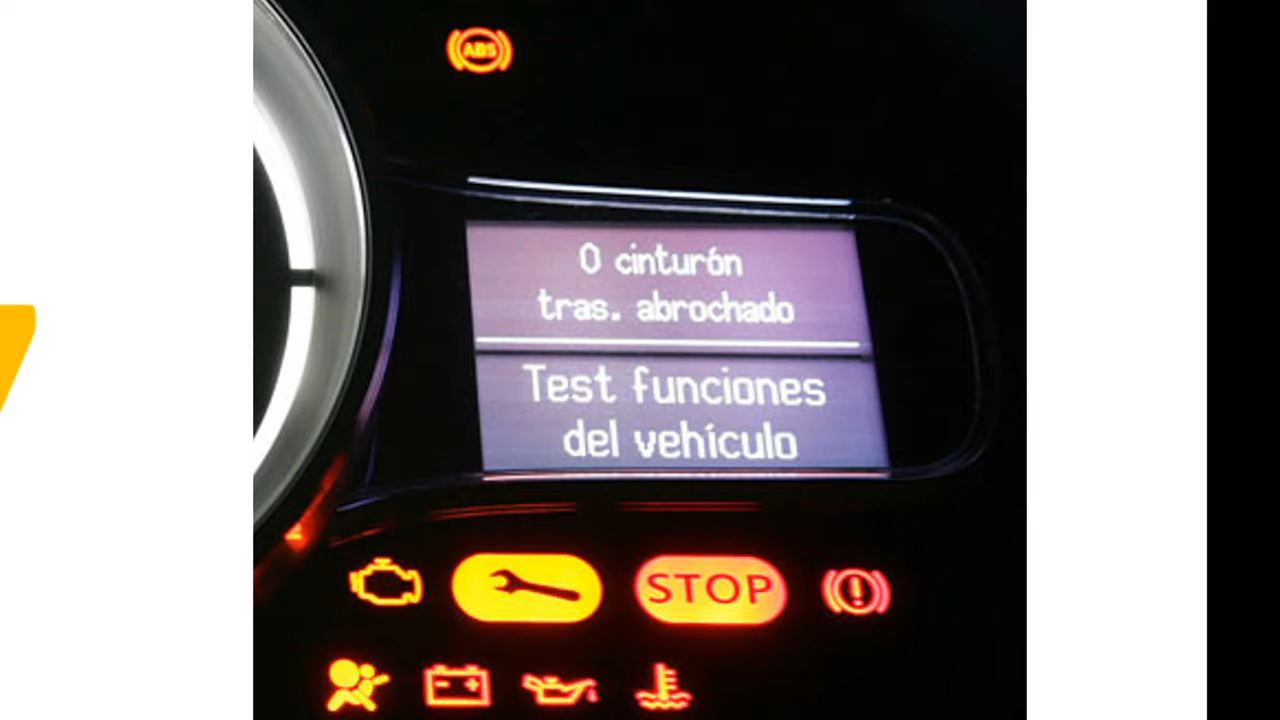 ABS
0 cinturón
tras. abrochado
Test funciones
del vehículo
STOP